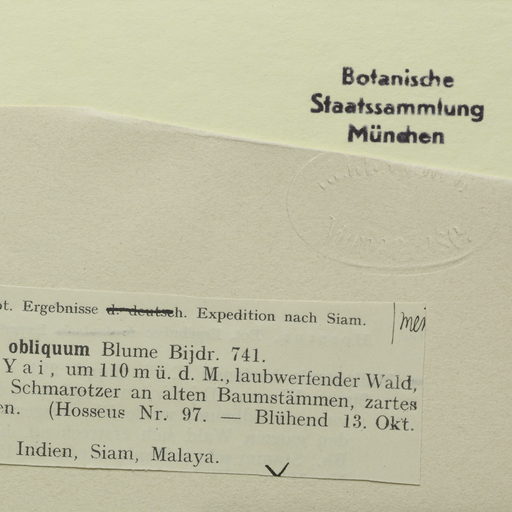 Botanische
Staatssammlung
München
Ergebnisse d. deutsch. Expedition nach Siam.
obliquum Blume Bijdr. 741.
Yai, um 110 m ü. d. M., laubwerfender Wald,
Schmarotzer an alten Baumstämmen, zartes
(Hosseus Nr. 97. — Blühend 13. Okt.
Indien, Siam, Malaya.